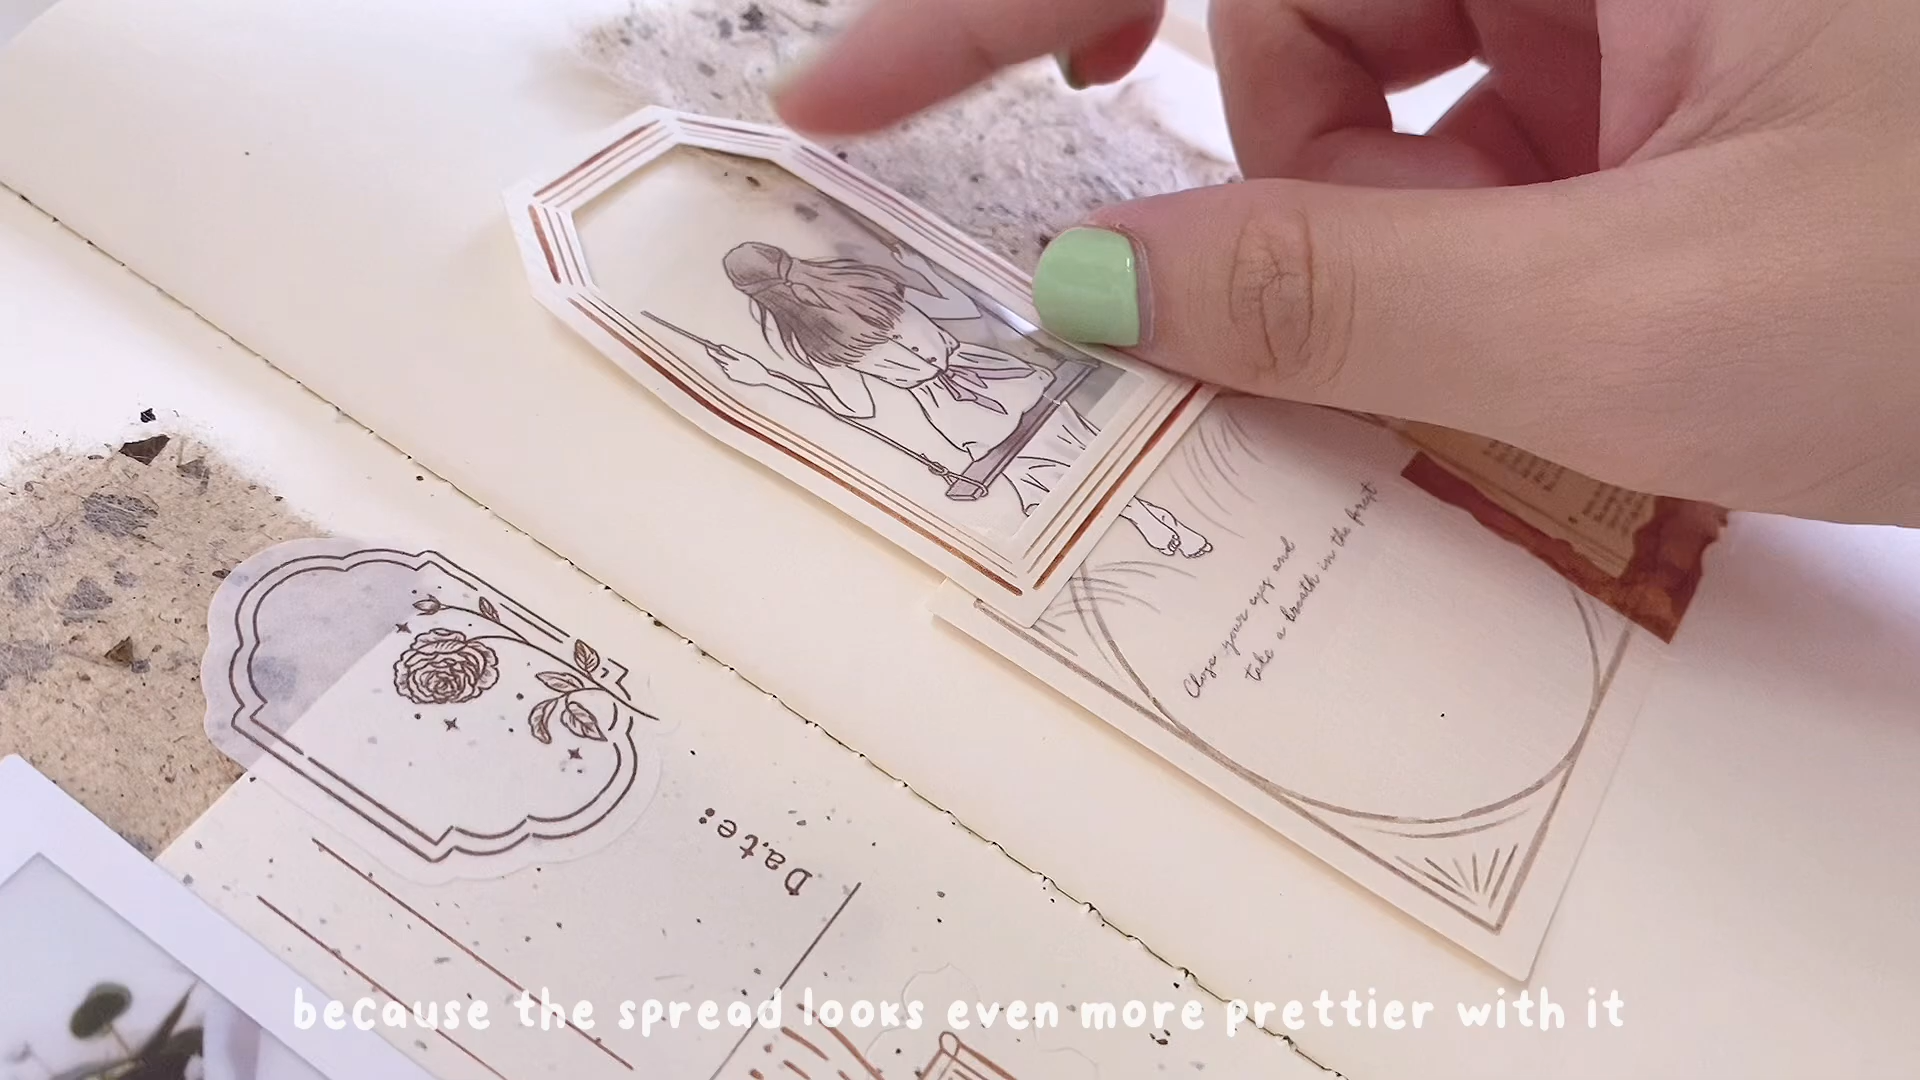 Close your eyes and
take a breath in the forest
Date:
because the spread looks even more prettier with it